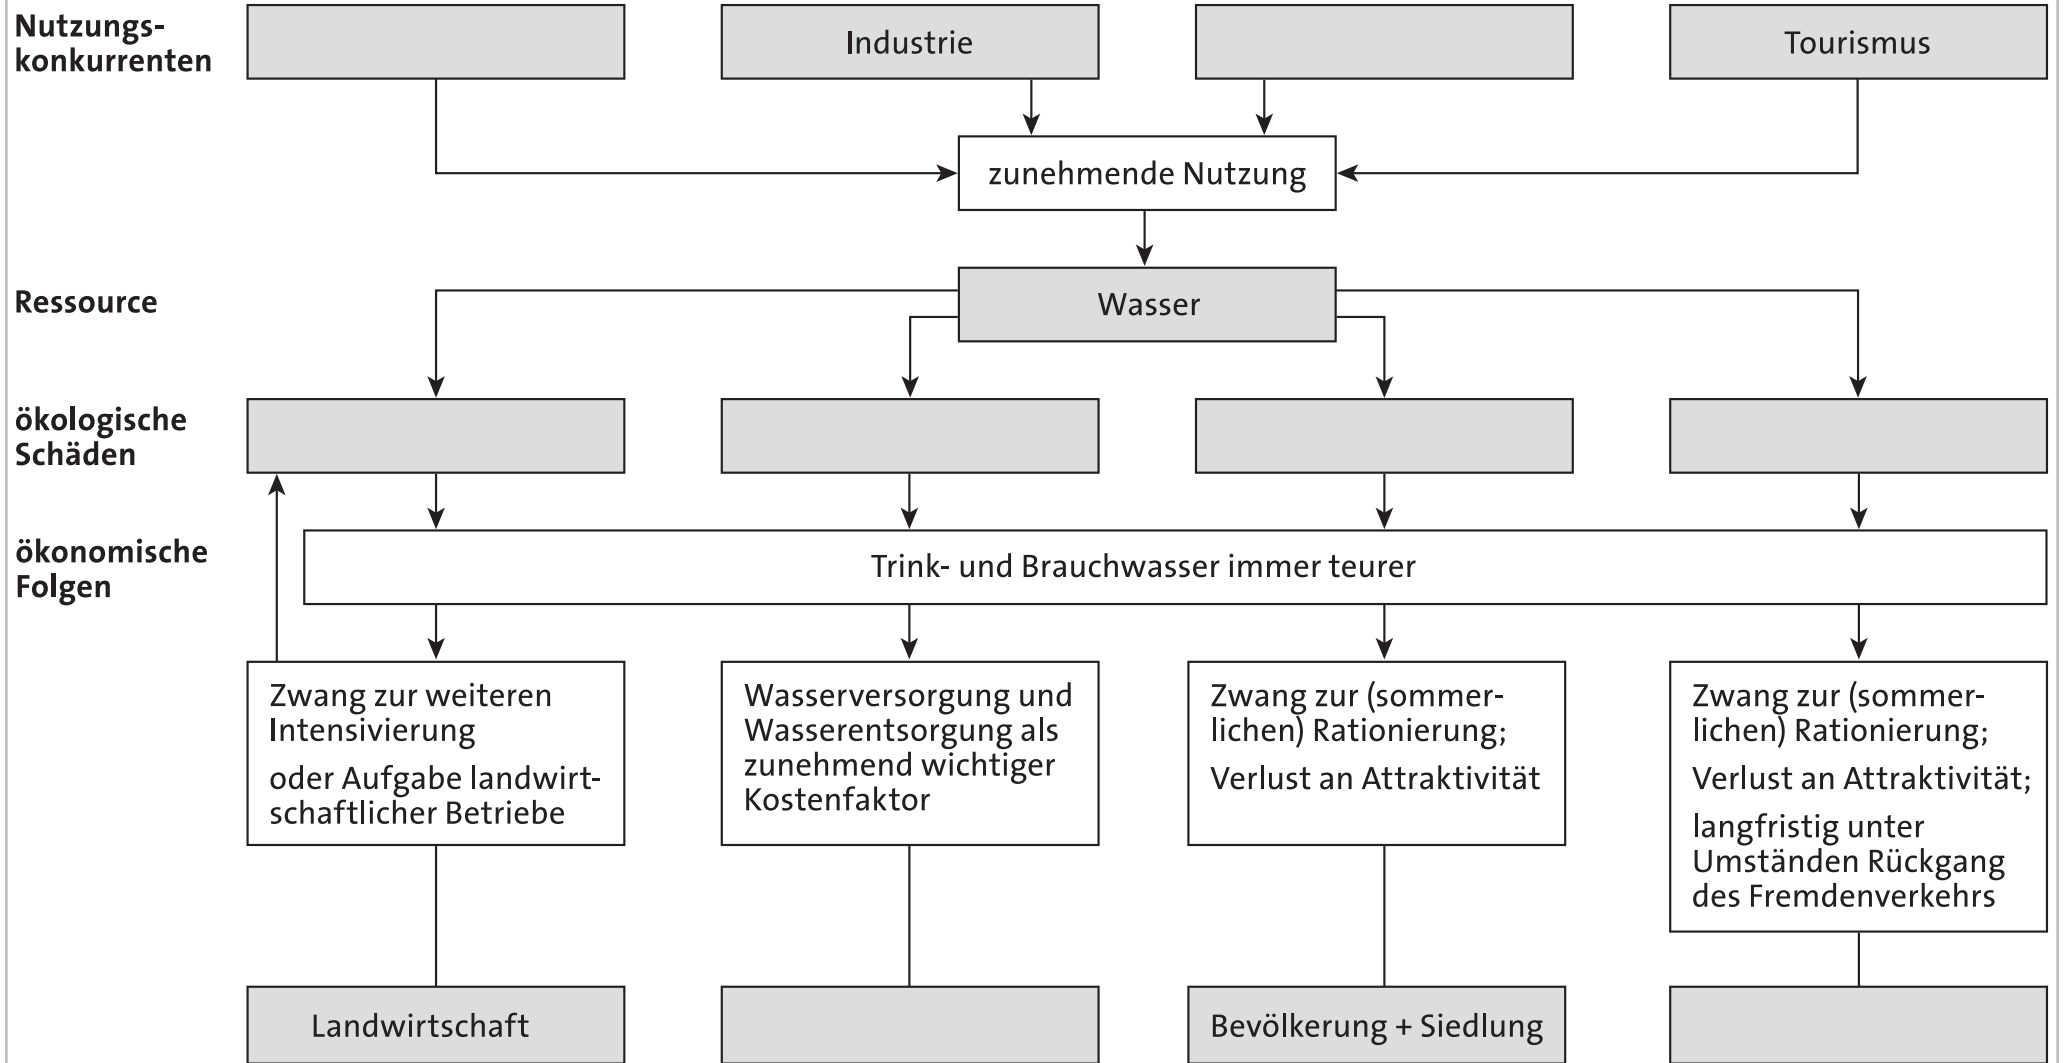 Nutzungs-
konkurrenten
Industrie
Tourismus
zunehmende Nutzung
Ressource
Wasser
ökologische
Schäden
ökonomische
Folgen
Trink- und Brauchwasser immer teurer
Zwang zur weiteren
Intensivierung
oder Aufgabe landwirt-
schaftlicher Betriebe
Wasserversorgung und
Wasserentsorgung als
zunehmend wichtiger
Kostenfaktor
Zwang zur (sommer-
lichen) Rationierung;
Verlust an Attraktivität
Zwang zur (sommer-
lichen) Rationierung;
Verlust an Attraktivität;
langfristig unter
Umständen Rückgang
des Fremdenverkehrs
Landwirtschaft
Bevölkerung + Siedlung